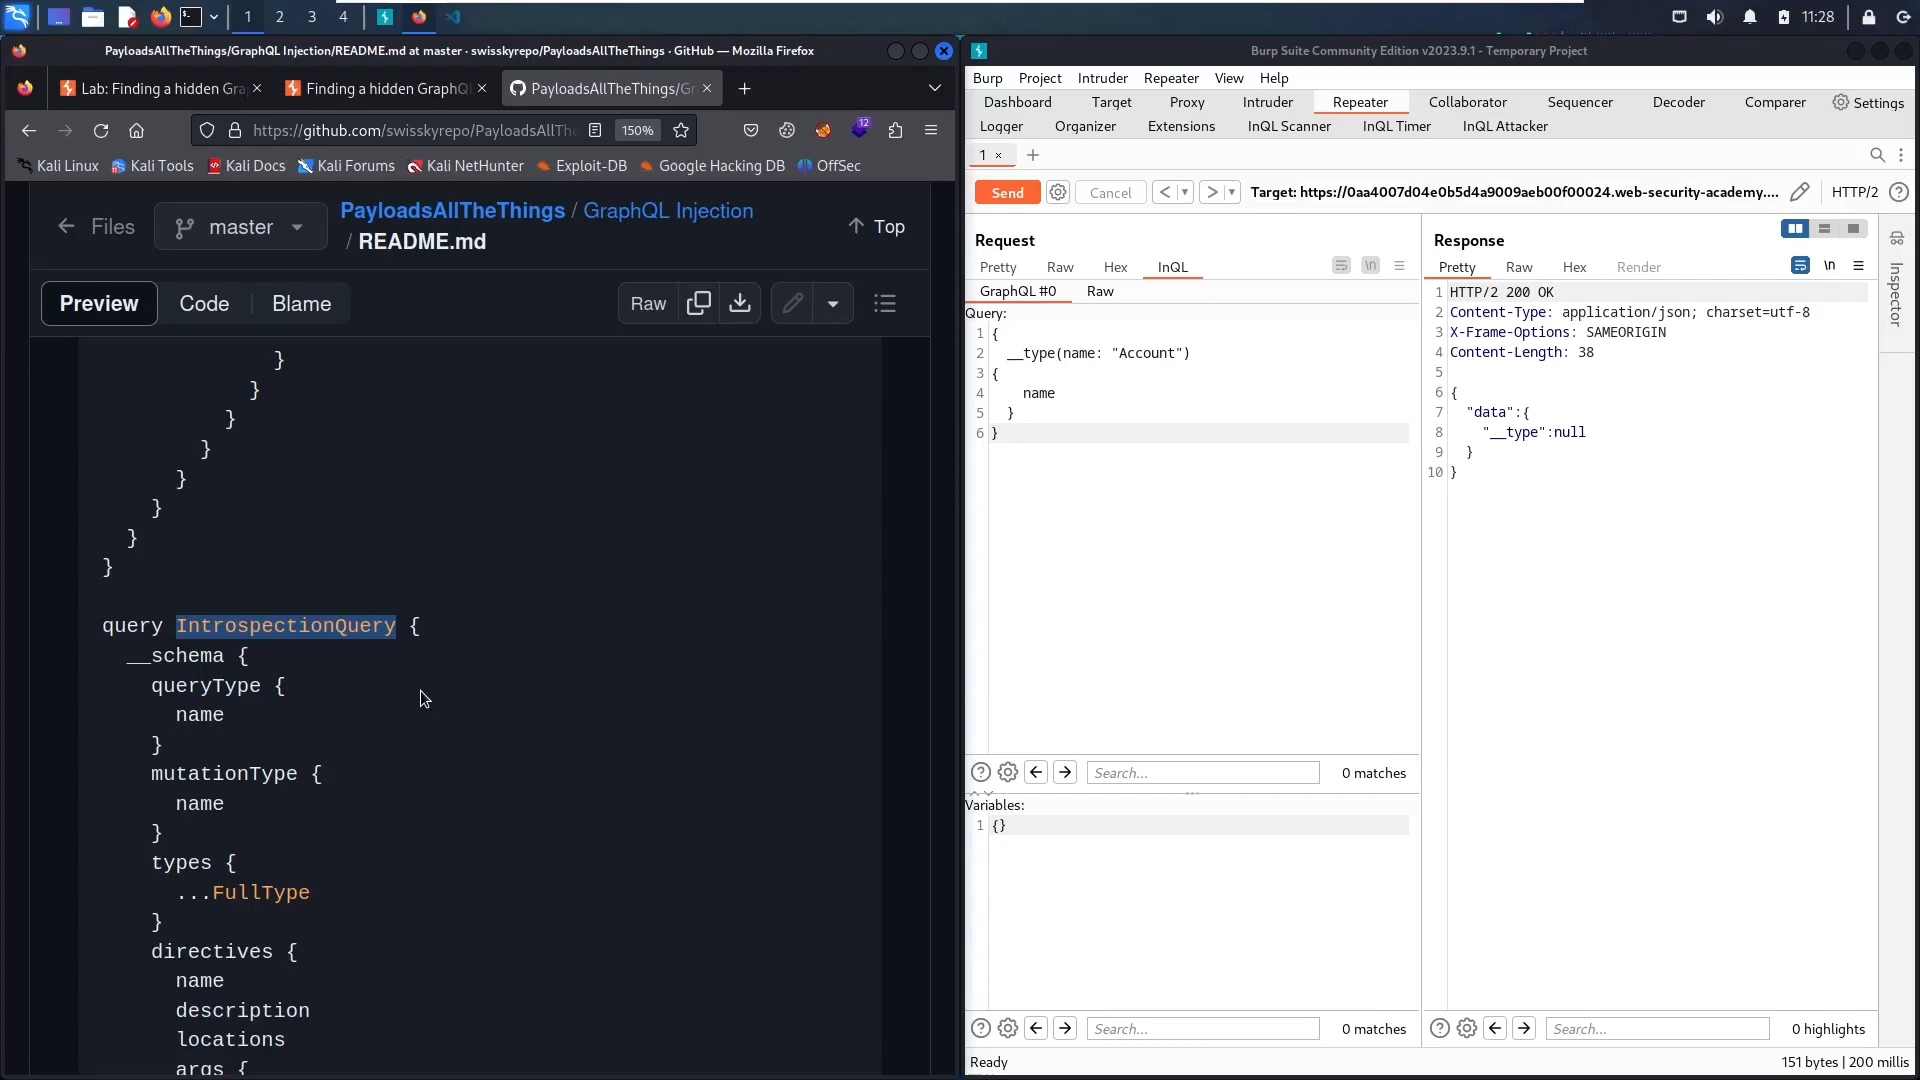 1 2 3 4
11:28
PayloadsAllTheThings/GraphQL Injection/README.md at master · swisskyrepo/PayloadsAllTheThings · GitHub — Mozilla Firefox
Lab: Finding a hidden Gra
Finding a hidden GraphQ
PayloadsAllTheThings/Gr
https://github.com/swisskyrepo/PayloadsAllTh
150%
12
Kali Linux Kali Tools Kali Docs Kali Forums Kali NetHunter Exploit-DB Google Hacking DB OffSec
Files
master
PayloadsAllTheThings / GraphQL Injection
/ README.md
Top
Preview Code Blame Raw
}
}
}
}
}
}
}
}
query IntrospectionQuery {
__schema {
queryType {
name
}
mutationType {
name
}
types {
...FullType
}
directives {
name
description
locations
args {
Burp Suite Community Edition v2023.9.1 - Temporary Project
Burp Project Intruder Repeater View Help
Dashboard Target Proxy Intruder Repeater Collaborator Sequencer Decoder Comparer Settings
Logger Organizer Extensions InQL Scanner InQL Timer InQL Attacker
1 × +
Send Cancel < > Target: https://0aa4007d04e0b5d4a9009aeb00f00024.web-security-academy.... HTTP/2
Request
Pretty Raw Hex InQL \n
GraphQL #0 Raw
Query:
1 {
2 __type(name: "Account")
3 {
4 name
5 }
6 }
Search... 0 matches
Variables:
1 {}
Search... 0 matches
Response
Pretty Raw Hex Render \n
1 HTTP/2 200 OK
2 Content-Type: application/json; charset=utf-8
3 X-Frame-Options: SAMEORIGIN
4 Content-Length: 38
5
6 {
7 "data":{
8 "__type":null
9 }
10 }
Search... 0 highlights
Inspector
Ready
151 bytes | 200 millis